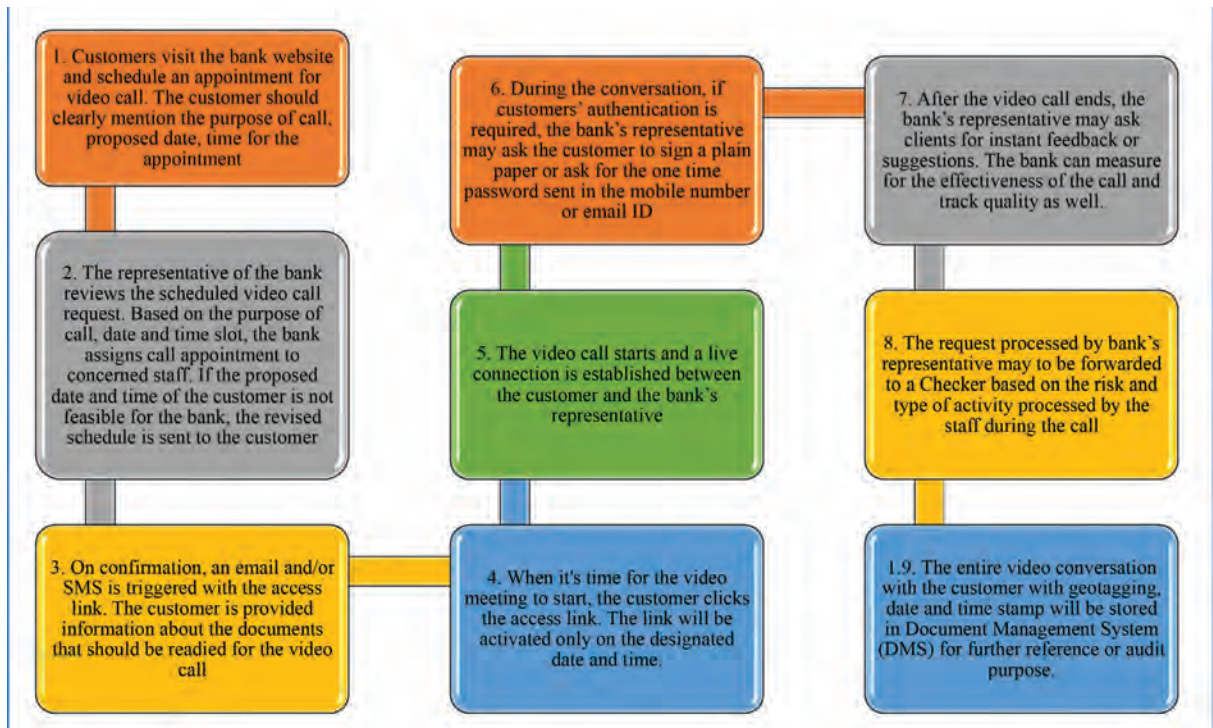 1. Customers visit the bank website
and schedule an appointment for
video call. The customer should
clearly mention the purpose of call,
proposed date, time for the
appointment
2. The representative of the bank
reviews the scheduled video call
request. Based on the purpose of
call, date and time slot, the bank
assigns call appointment to
concerned staff. If the proposed
date and time of the customer is not
feasible for the bank, the revised
schedule is sent to the customer
3. On confirmation, an email and/or
SMS is triggered with the access
link. The customer is provided
information about the documents
that should be readied for the video
call
4. When it's time for the video
meeting to start, the customer clicks
the access link. The link will be
activated only on the designated
date and time.
5. The video call starts and a live
connection is established between
the customer and the bank’s
representative
6. During the conversation, if
customers’ authentication is
required, the bank’s representative
may ask the customer to sign a plain
paper or ask for the one time
password sent in the mobile number
or email ID
7. After the video call ends, the
bank’s representative may ask
clients for instant feedback or
suggestions. The bank can measure
for the effectiveness of the call and
track quality as well.
8. The request processed by bank’s
representative may to be forwarded
to a Checker based on the risk and
type of activity processed by the
staff during the call
1.9. The entire video conversation
with the customer with geotagging,
date and time stamp will be stored
in Document Management System
(DMS) for further reference or audit
purpose.